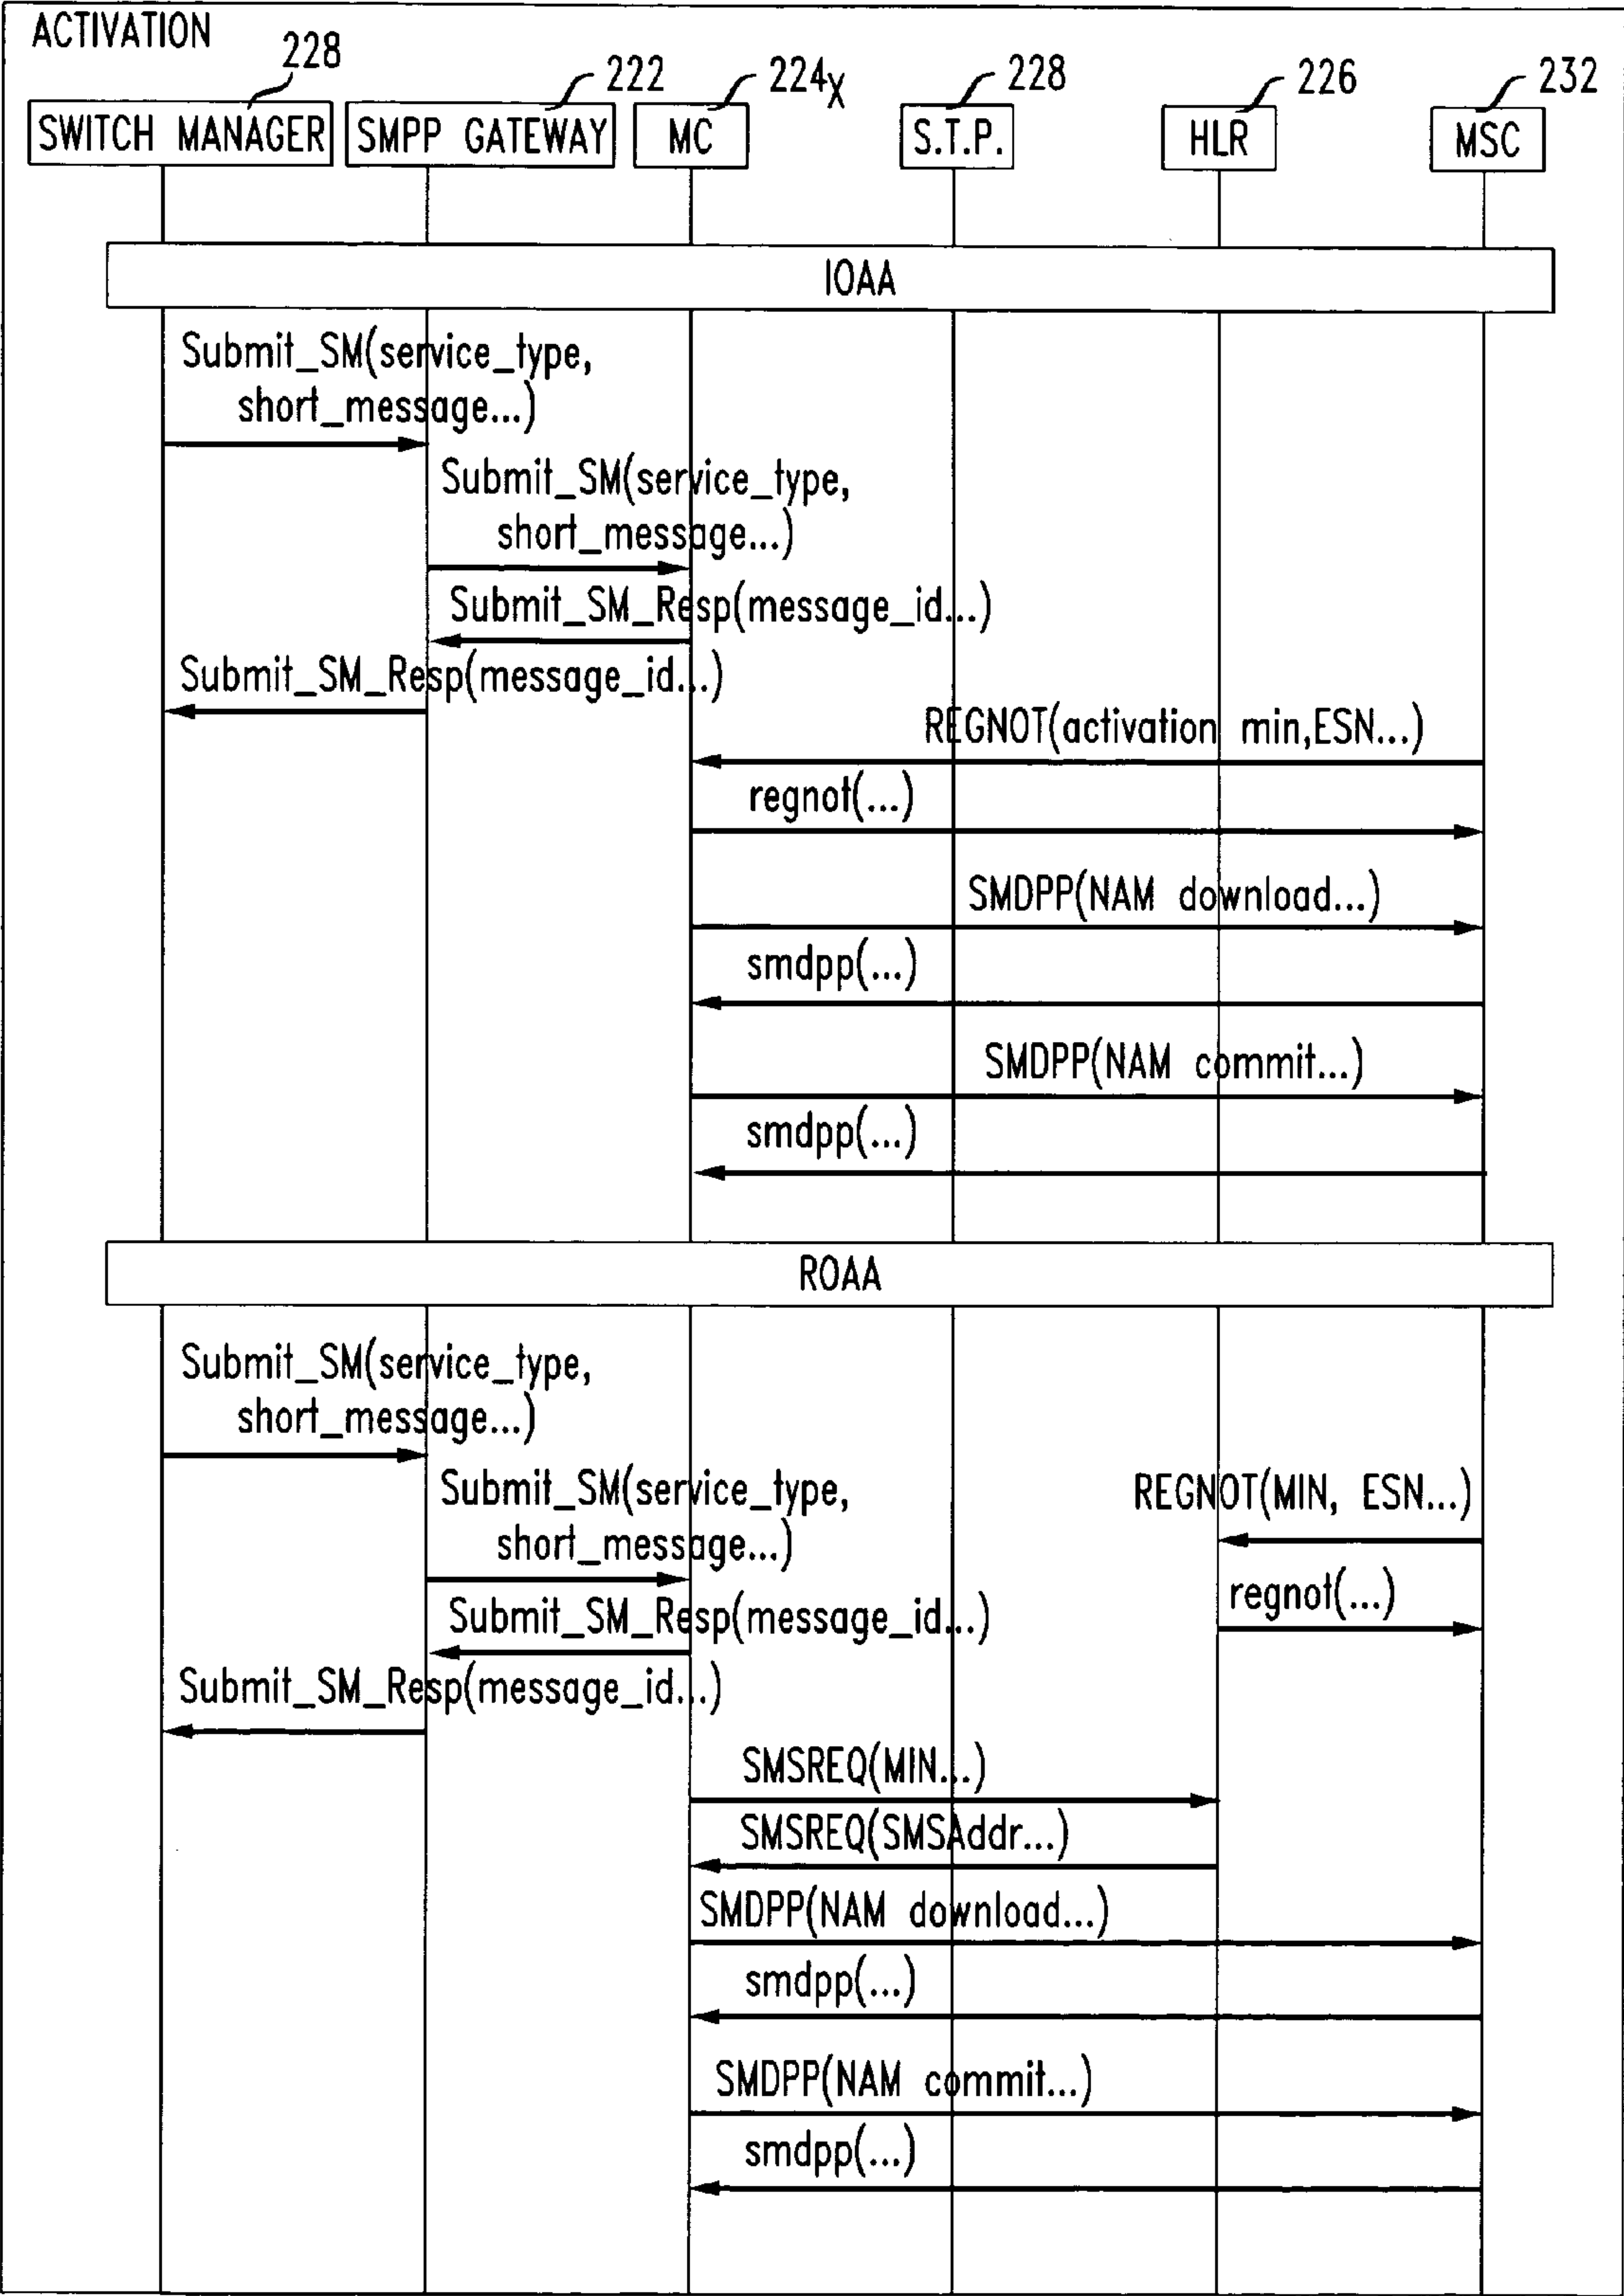 ACTIVATION
228
222
224X
228
226
232
SWITCH MANAGER
SMPP GATEWAY
MC
S.T.P.
HLR
MSC
IOAA
Submit_SM(service_type,
short_message...)
Submit_SM(service_type,
short_message...)
Submit_SM_Resp(message_id...)
Submit_SM_Resp(message_id...)
REGNOT(activation min,ESN...)
regnot(...)
SMDPP(NAM download...)
smdpp(...)
SMDPP(NAM commit...)
smdpp(...)
ROAA
Submit_SM(service_type,
short_message...)
Submit_SM(service_type,
short_message...)
REGNOT(MIN, ESN...)
regnot(...)
Submit_SM_Resp(message_id...)
Submit_SM_Resp(message_id...)
SMSREQ(MIN...)
SMSREQ(SMSAddr...)
SMDPP(NAM download...)
smdpp(...)
SMDPP(NAM commit...)
smdpp(...)